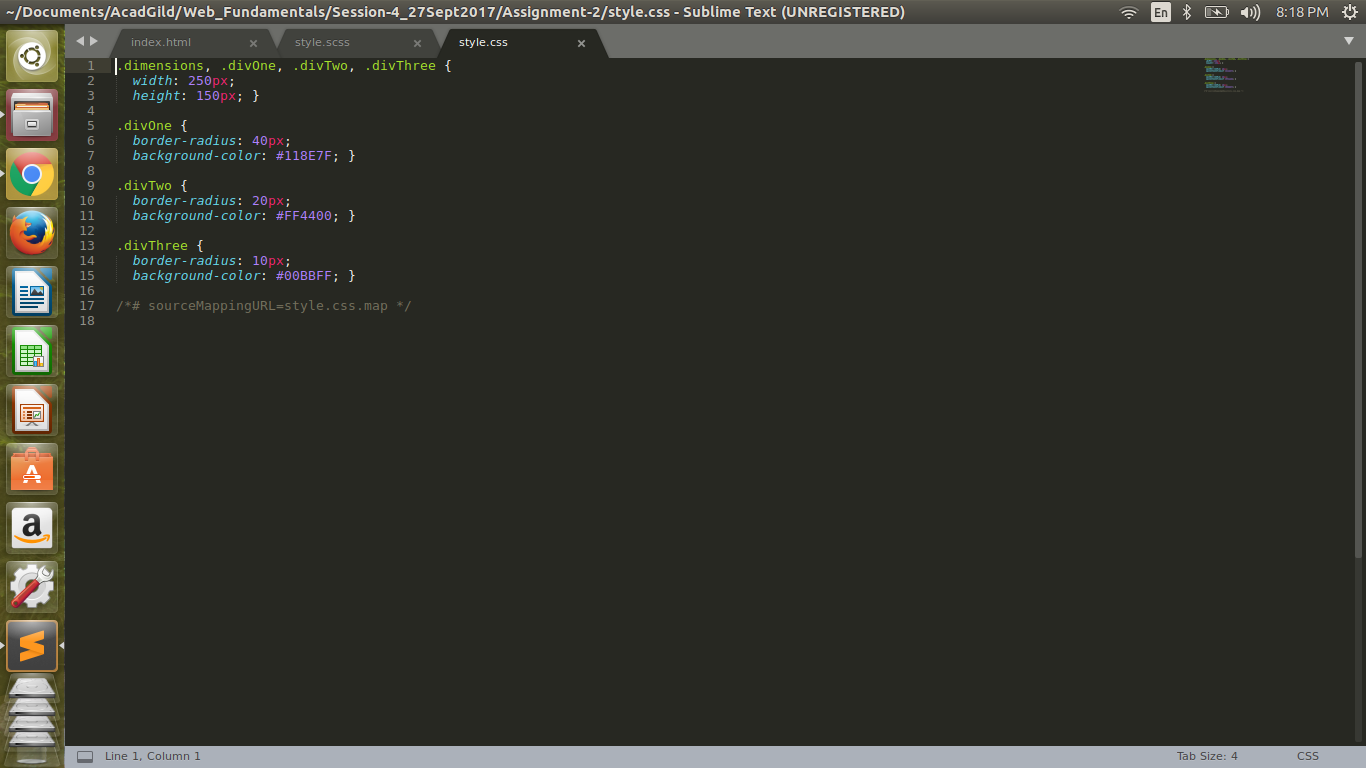 ~/Documents/AcadGild/Web_Fundamentals/Session-4_27Sept2017/Assignment-2/style.css - Sublime Text (UNREGISTERED)
En
8:18 PM
index.html ×
style.scss ×
style.css ×
1 .dimensions, .divOne, .divTwo, .divThree {
2   width: 250px;
3   height: 150px; }
4
5 .divOne {
6   border-radius: 40px;
7   background-color: #118E7F; }
8
9 .divTwo {
10   border-radius: 20px;
11   background-color: #FF4400; }
12
13 .divThree {
14   border-radius: 10px;
15   background-color: #00BBFF; }
16
17 /*# sourceMappingURL=style.css.map */
18
Line 1, Column 1
Tab Size: 4
CSS